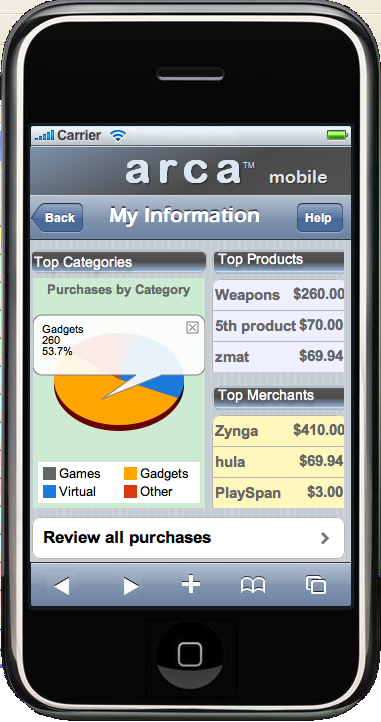 Carrier
arca™ mobile
Back
My Information
Help
Top Categories
Purchases by Category
Gadgets
260
53.7%
Games
Gadgets
Virtual
Other
Top Products
Weapons $260.00
5th product $70.00
zmat $69.94
Top Merchants
Zynga $410.00
hula $69.94
PlaySpan $3.00
Review all purchases